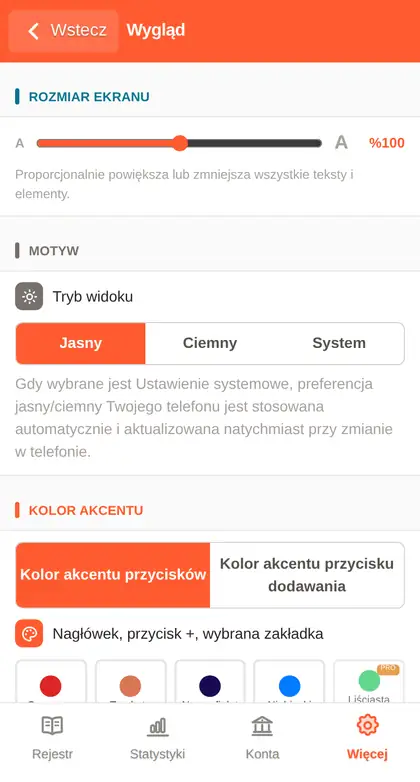 Wstecz Wygląd
ROZMIAR EKRANU
A A %100
Proporcjonalnie powiększa lub zmniejsza wszystkie teksty i
elementy.
MOTYW
Tryb widoku
Jasny Ciemny System
Gdy wybrane jest Ustawienie systemowe, preferencja
jasny/ciemny Twojego telefonu jest stosowana
automatycznie i aktualizowana natychmiast przy zmianie
w telefonie.
KOLOR AKCENTU
Kolor akcentu przycisków
Kolor akcentu przycisku
dodawania
Nagłówek, przycisk +, wybrana zakładka
PRO
Liściasta
Rejestr Statystyki Konta Więcej